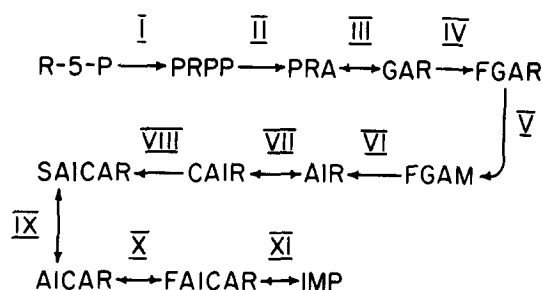 I II III IV
R-5-P → PRPP → PRA ↔ GAR → FGAR
V
VIII VII VI
SAICAR ← CAIR ↔ AIR ← FGAM
IX
X XI
AICAR ↔ FAICAR ↔ IMP